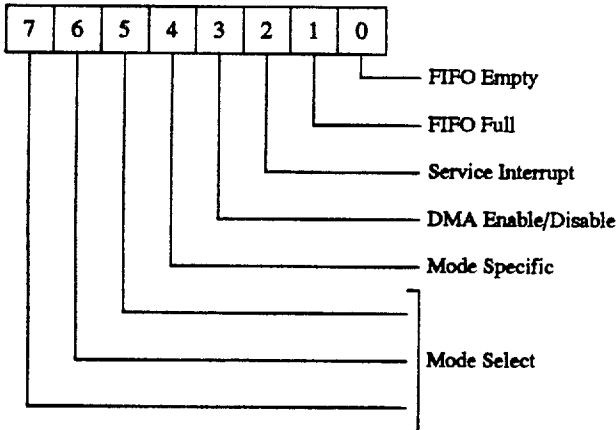 7 6 5 4 3 2 1 0
FIFO Empty
FIFO Full
Service Interrupt
DMA Enable/Disable
Mode Specific
Mode Select